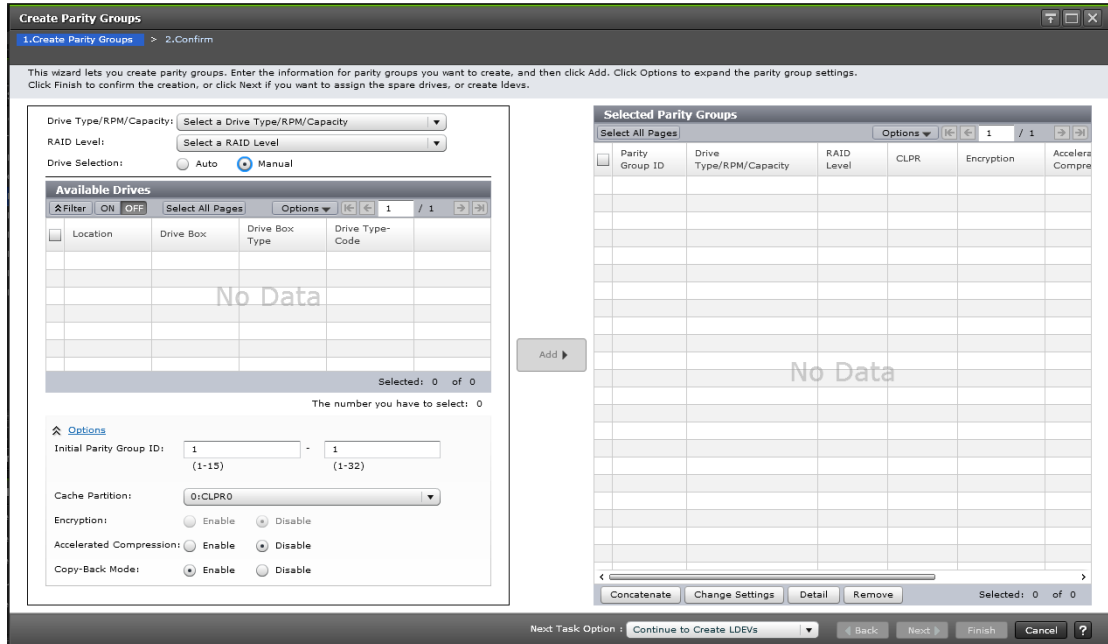 Create Parity Groups
1.Create Parity Groups > 2.Confirm
This wizard lets you create parity groups. Enter the information for parity groups you want to create, and then click Add. Click Options to expand the parity group settings.
Click Finish to confirm the creation, or click Next if you want to assign the spare drives, or create ldevs.
Drive Type/RPM/Capacity: Select a Drive Type/RPM/Capacity
RAID Level: Select a RAID Level
Drive Selection: Auto Manual
Available Drives
Filter ON OFF Select All Pages Options 1 / 1
Location Drive Box Drive Box Type Drive Type-Code
No Data
Selected: 0 of 0
The number you have to select: 0
Options
Initial Parity Group ID: 1 - 1
(1-15) (1-32)
Cache Partition: 0:CLPR0
Encryption: Enable Disable
Accelerated Compression: Enable Disable
Copy-Back Mode: Enable Disable
Add
Selected Parity Groups
Select All Pages Options 1 / 1
Parity Group ID Drive Type/RPM/Capacity RAID Level CLPR Encryption Accelera Compre
No Data
Concatenate Change Settings Detail Remove Selected: 0 of 0
Next Task Option : Continue to Create LDEVs Back Next Finish Cancel ?